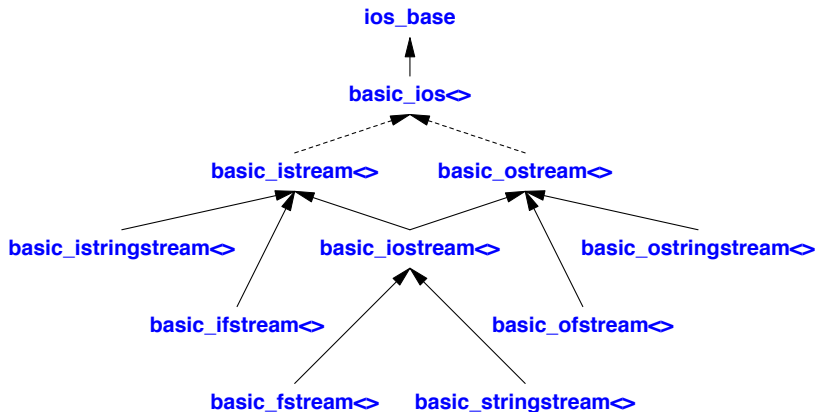 ios_base
basic_ios<>
basic_istream<> basic_ostream<>
basic_istringstream<> basic_iostream<> basic_ostringstream<>
basic_ifstream<> basic_ofstream<>
basic_fstream<> basic_stringstream<>